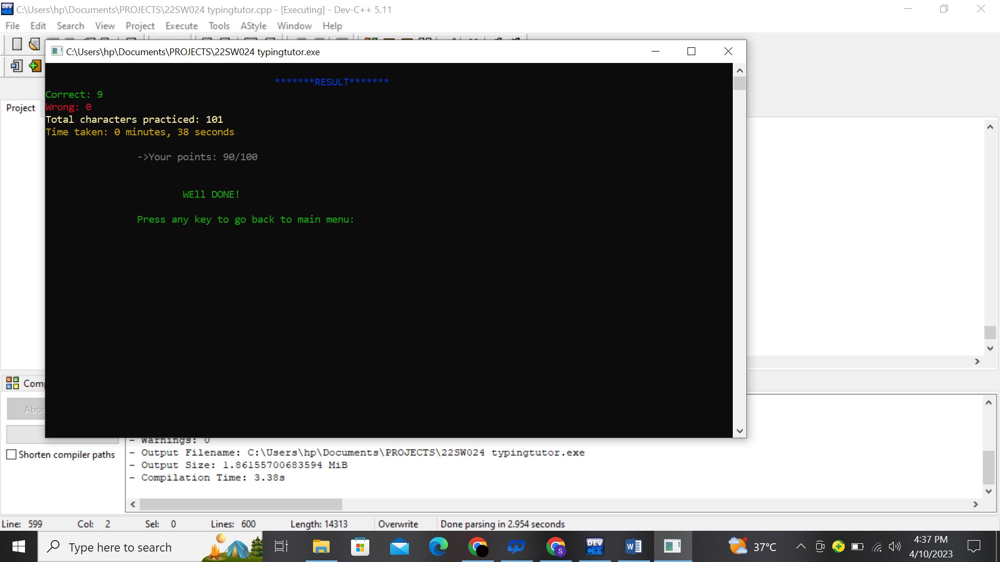 C:\Users\hp\Documents\PROJECTS\22SW024 typingtutor.cpp - [Executing] - Dev-C++ 5.11
File Edit Search View Project Execute Tools AStyle Window Help
C:\Users\hp\Documents\PROJECTS\22SW024 typingtutor.exe
*******RESULT*******
Correct: 9
Wrong: 0
Project
Total characters practiced: 101
Time taken: 0 minutes, 38 seconds
->Your points: 90/100
WEll DONE!
Press any key to go back to main menu:
Comp
Abor
- Warnings: 0
Shorten compiler paths
- Output Filename: C:\Users\hp\Documents\PROJECTS\22SW024 typingtutor.exe
- Output Size: 1.86155700683594 MiB
- Compilation Time: 3.38s
Line: 599 Col: 2 Sel: 0 Lines: 600 Length: 14313 Overwrite Done parsing in 2.954 seconds
Type here to search
DEV C++
37°C
4:37 PM
4/10/2023